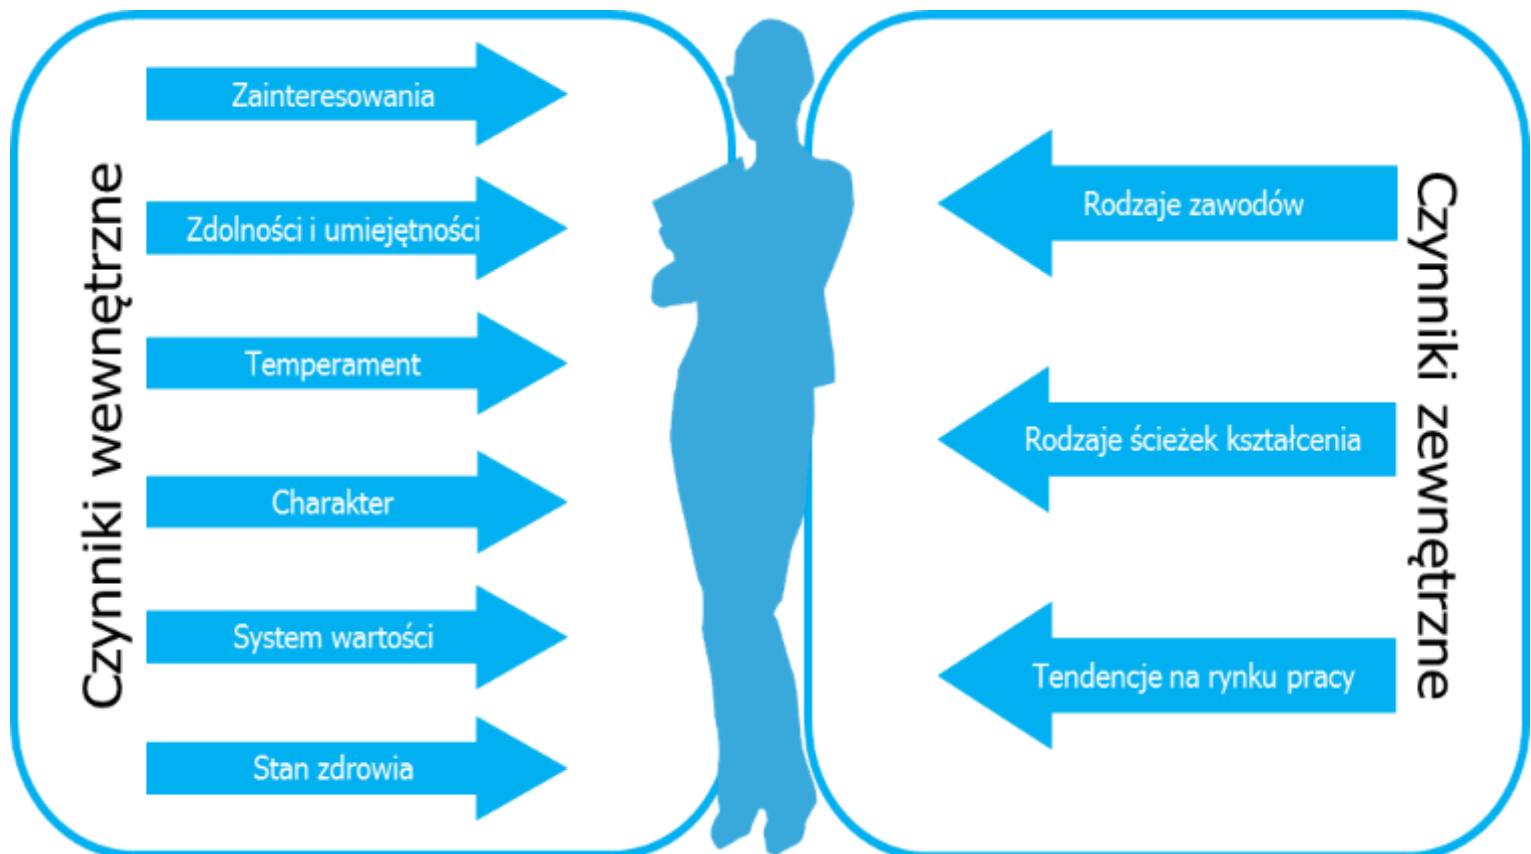 Czynniki wewnętrzne
Zainteresowania
Zdolności i umiejętności
Temperament
Charakter
System wartości
Stan zdrowia
Czynniki zewnętrzne
Rodzaje zawodów
Rodzaje ścieżek kształcenia
Tendencje na rynku pracy